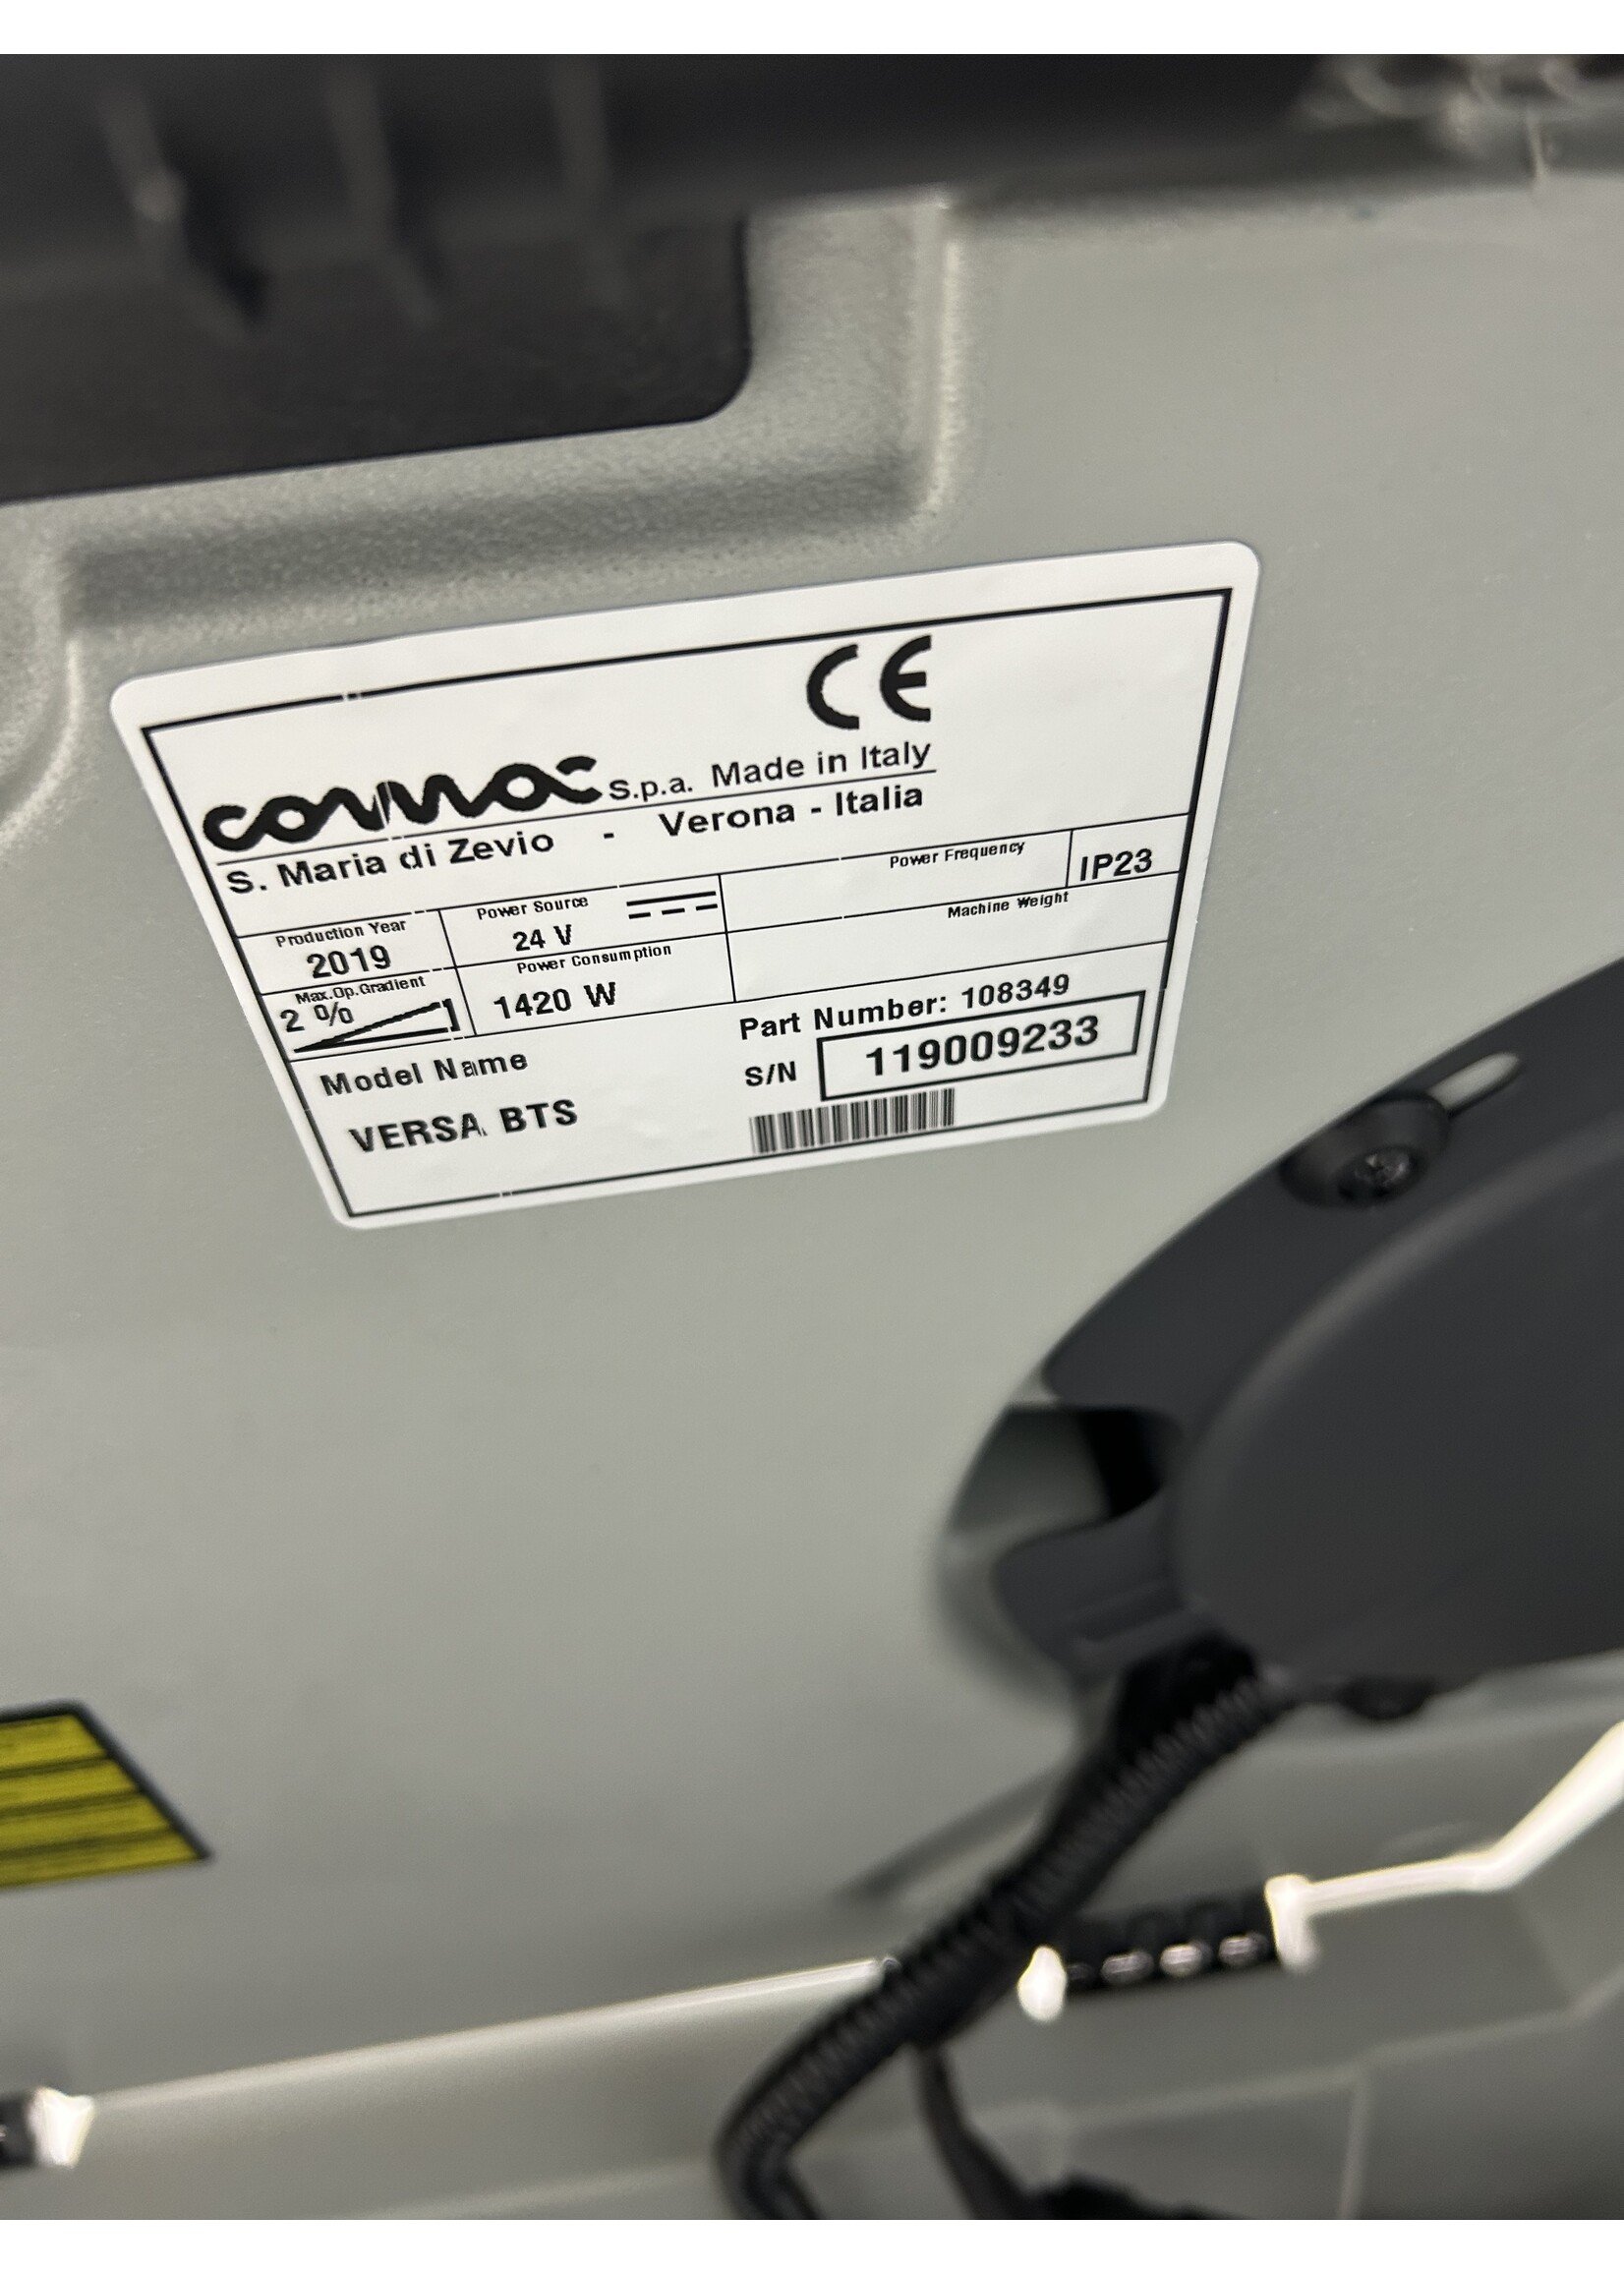 CE
comac S.p.a. Made in Italy
S. Maria di Zevio - Verona - Italia
Production Year
2019
Power Source
24 V
Power Frequency
IP23
Max.Op.Gradient
2 %
Power Consumption
1420 W
Machine Weight
Model Name
VERSA BTS
Part Number: 108349
S/N 119009233